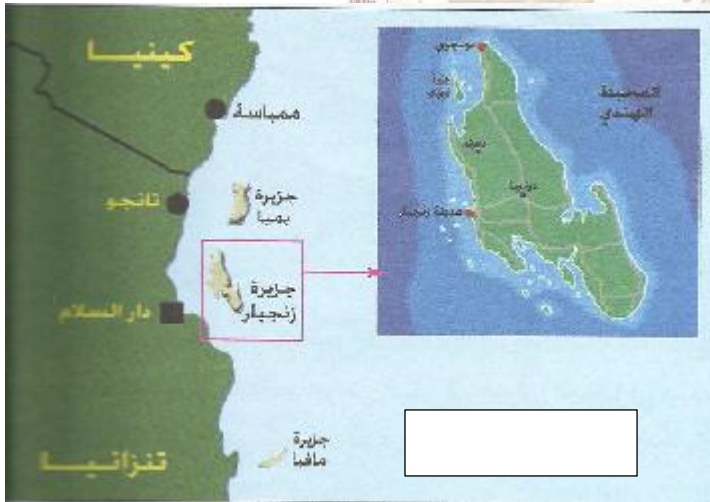 كينيا
ممباسة
تانجو
جزيرة
بمبا
جزيرة
زنجبار
دار السلام
جزيرة
مافيا
تنزانيا
المحيط
الهندي
دونجا
مدينة زنجبار